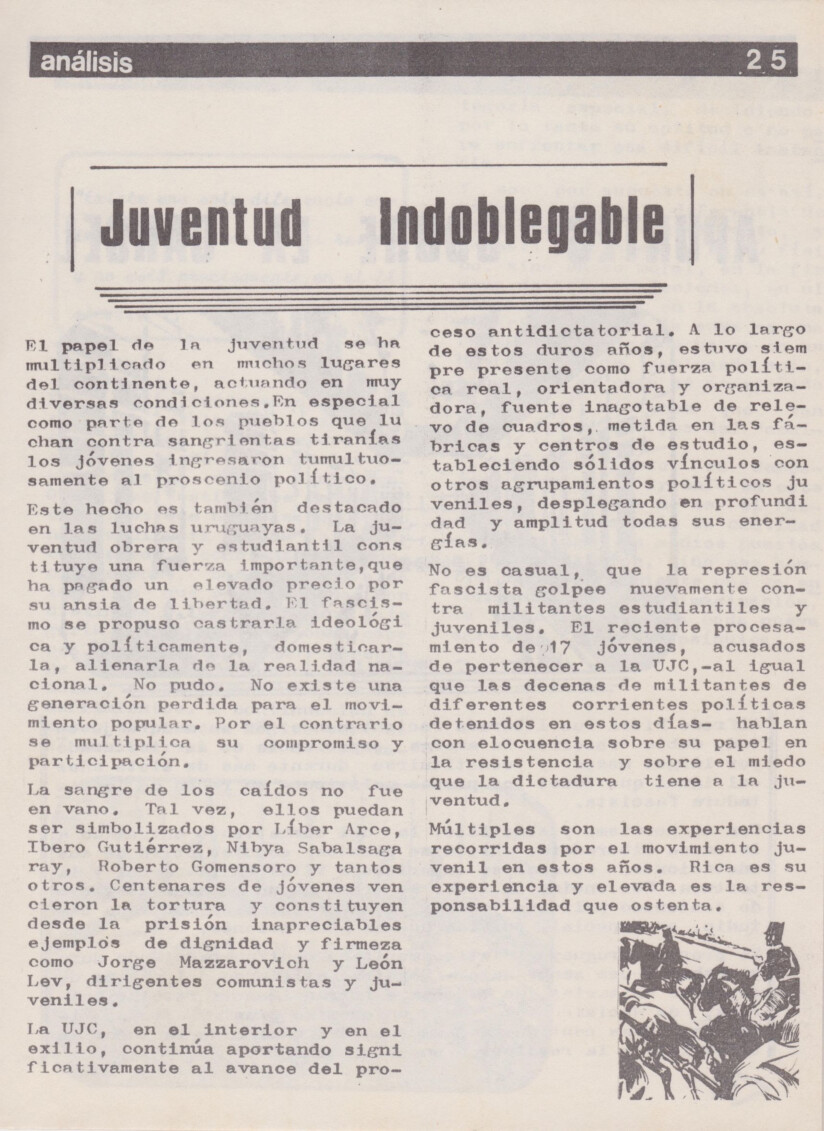 análisis
25
Juventud Indoblegable
El papel de la juventud se ha
multiplicado en muchos lugares
del continente, actuando en muy
diversas condiciones.En especial
como parte de los pueblos que lu
chan contra sangrientas tiranías
los jóvenes ingresaron tumultuo-
samente al proscenio político.
Este hecho es también destacado
en las luchas uruguayas. La ju-
ventud obrera y estudiantil cons
tituye una fuerza importante,que
ha pagado un elevado precio por
su ansia de libertad. El fascis-
mo se propuso castrarla ideológi
ca y políticamente, domesticar-
la, alienarla de la realidad na-
cional. No pudo. No existe una
generación perdida para el movi-
miento popular. Por el contrario
se multiplica su compromiso y
participación.
La sangre de los caídos no fue
en vano. Tal vez, ellos puedan
ser simbolizados por Líber Arce,
Ibero Gutiérrez, Nibya Sabalsaga
ray, Roberto Gomensoro y tantos
otros. Centenares de jóvenes ven
cieron la tortura y constituyen
desde la prisión inapreciables
ejemplos de dignidad y firmeza
como Jorge Mazzarovich y León
Lev, dirigentes comunistas y ju-
veniles.
La UJC, en el interior y en el
exilio, continúa aportando signi
ficativamente al avance del pro-
ceso antidictatorial. A lo largo
de estos duros años, estuvo siem
pre presente como fuerza políti-
ca real, orientadora y organiza-
dora, fuente inagotable de rele-
vo de cuadros, metida en las fá-
bricas y centros de estudio, es-
tableciendo sólidos vínculos con
otros agrupamientos políticos ju
veniles, desplegando en profundi
dad y amplitud todas sus ener-
gías.
No es casual, que la represión
fascista golpee nuevamente con-
tra militantes estudiantiles y
juveniles. El reciente procesa-
miento de 17 jóvenes, acusados
de pertenecer a la UJC,-al igual
que las decenas de militantes de
diferentes corrientes políticas
detenidos en estos días- hablan
con elocuencia sobre su papel en
la resistencia y sobre el miedo
que la dictadura tiene a la ju-
ventud.
Múltiples son las experiencias
recorridas por el movimiento ju-
venil en estos años. Rica es su
experiencia y elevada es la res-
ponsabilidad que ostenta.